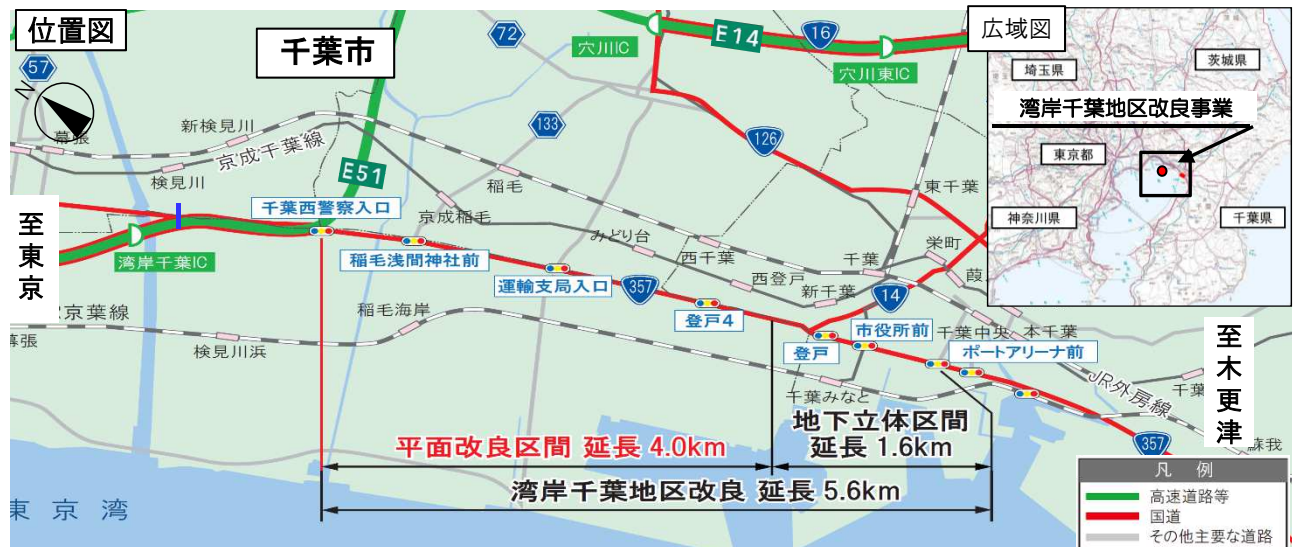 位置図
千葉市
57
N
72
穴川IC
E14
16
穴川東IC
広域図
茨城県
埼玉県
湾岸千葉地区改良事業
東京都
神奈川県
千葉県
幕張
新検見川
京成千葉線
検見川
133
126
E51
稲毛
東千葉
至東京
千葉西警察入口
京成稲毛
みどり台
西千葉
千葉
栄町
葭
湾岸千葉IC
稲毛浅間神社前
運輸支局入口
357
西登戸
新千葉
14
京葉線
稲毛海岸
登戸4
市役所前
千葉中央
本千葉
至木更津
幕張
検見川浜
登戸
ポートアリーナ前
千葉みなと
JR外房線
千葉
357
蘇我
平面改良区間 延長 4.0km
地下立体区間
延長 1.6km
湾岸千葉地区改良 延長 5.6km
東京湾
凡 例
高速道路等
国道
その他主要な道路